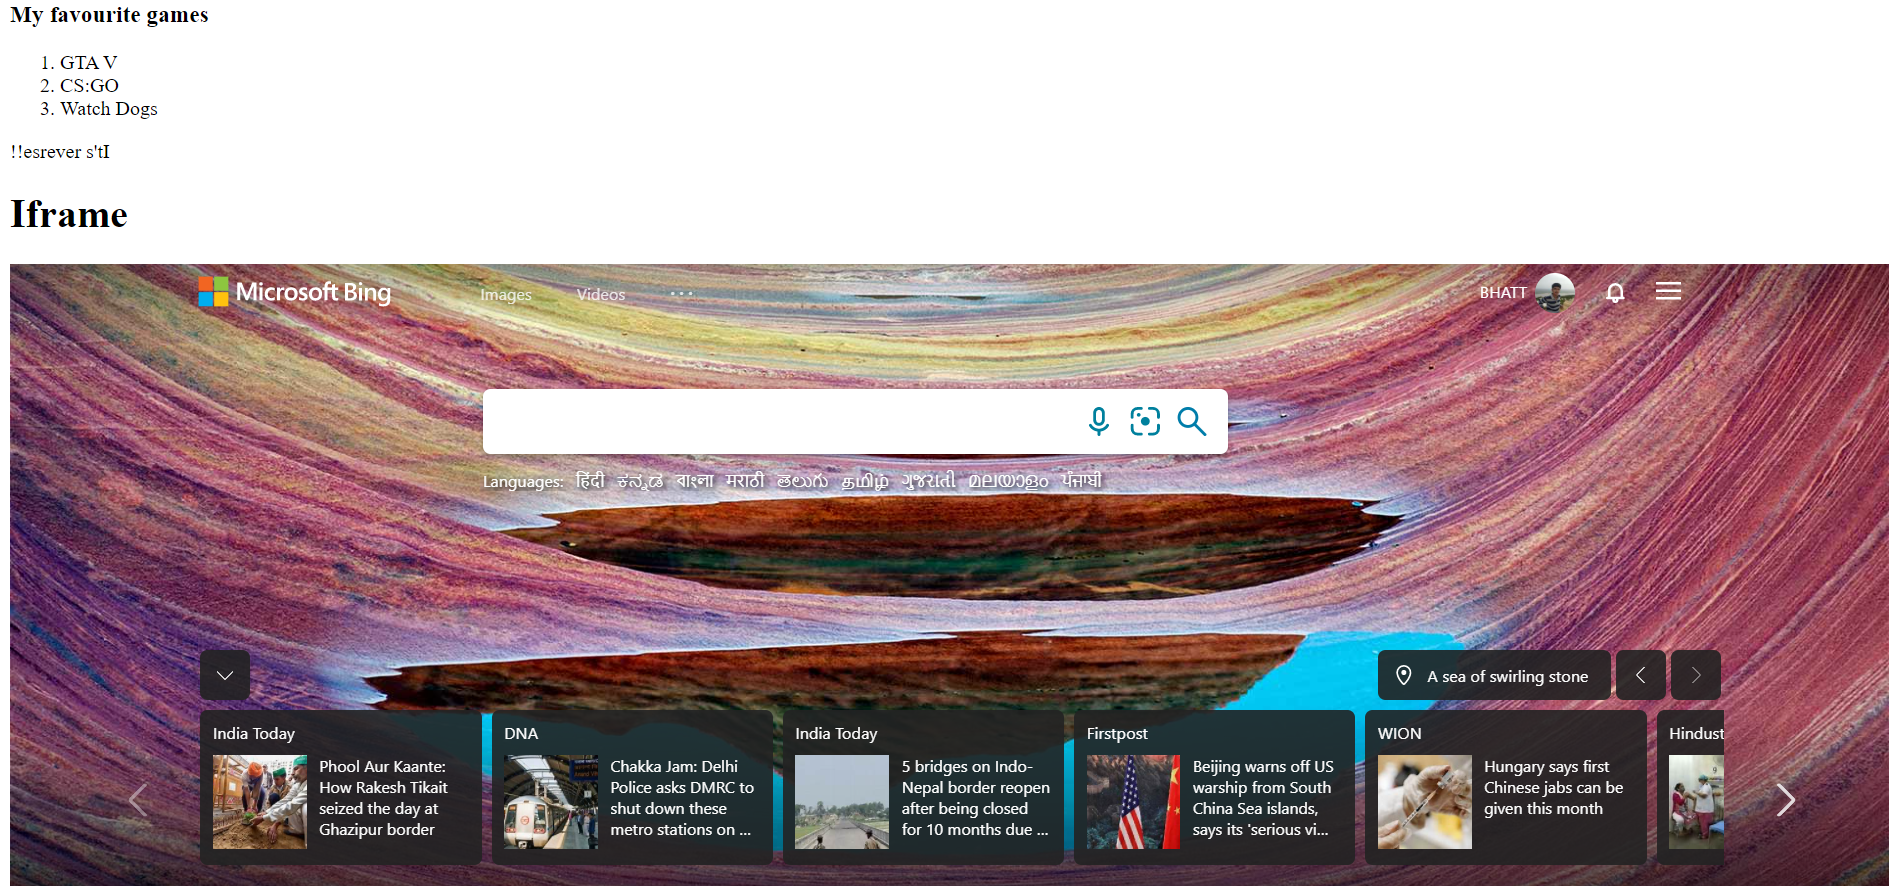 My favourite games
1. GTA V
2. CS:GO
3. Watch Dogs
!!esrever s'tI
Iframe
Microsoft Bing
Images Videos ...
BHATT
Languages: हिंदी ಕನ್ನಡ বাংলা मराठी తెలుగు தமிழ் ગુજરાતી മലയാളം ਪੰਜਾਬੀ
A sea of swirling stone
India Today
Phool Aur Kaante:
How Rakesh Tikait
seized the day at
Ghazipur border
DNA
Chakka Jam: Delhi
Police asks DMRC to
shut down these
metro stations on ...
India Today
5 bridges on Indo-
Nepal border reopen
after being closed
for 10 months due ...
Firstpost
Beijing warns off US
warship from South
China Sea islands,
says its 'serious vi...
WION
Hungary says first
Chinese jabs can be
given this month
Hindust